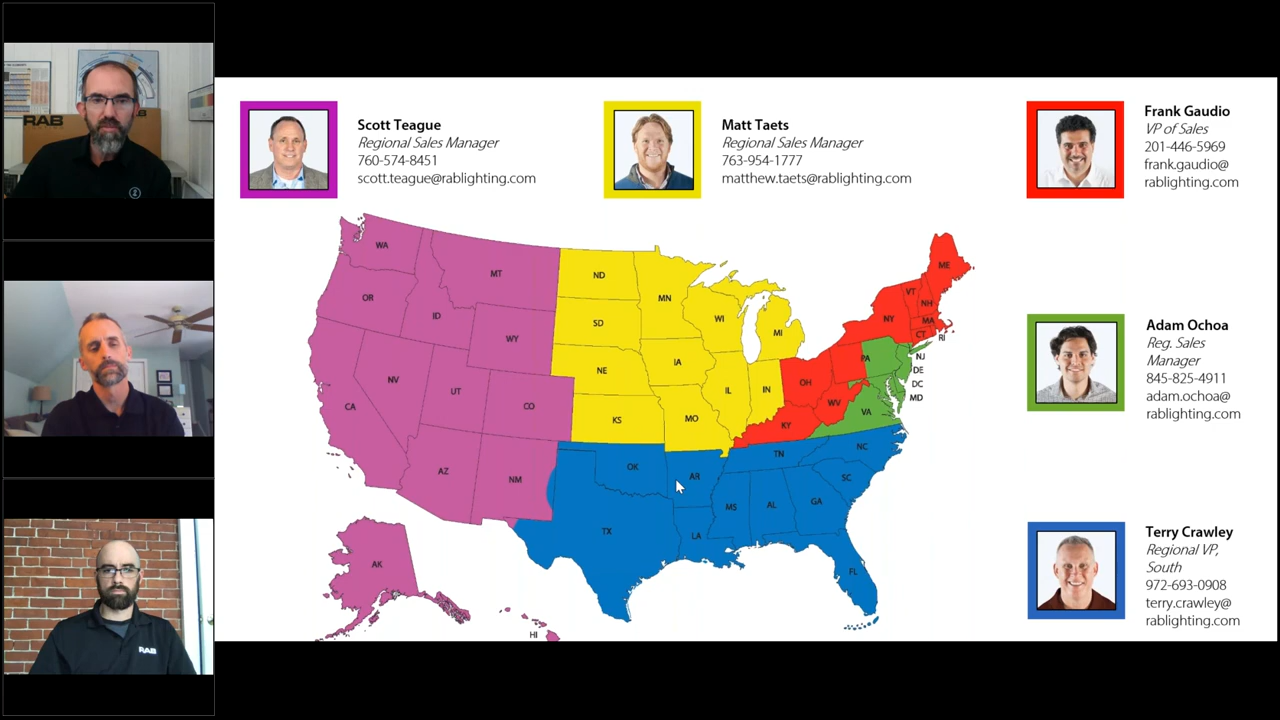 RAB
RAB
Scott Teague
Regional Sales Manager
760-574-8451
scott.teague@rablighting.com
Matt Taets
Regional Sales Manager
763-954-1777
matthew.taets@rablighting.com
Frank Gaudio
VP of Sales
201-446-5969
frank.gaudio@
rablighting.com
Adam Ochoa
Reg. Sales
Manager
845-825-4911
adam.ochoa@
rablighting.com
Terry Crawley
Regional VP,
South
972-693-0908
terry.crawley@
rablighting.com
WA
MT
ND
MN
ME
OR
ID
SD
WI
MI
VT
NH
NY
MA
CT
RI
WY
NE
IA
PA
NJ
DE
DC
MD
NV
UT
CO
IL
IN
OH
WV
VA
CA
KS
MO
KY
AZ
NM
OK
AR
TN
NC
SC
MS
AL
GA
TX
LA
FL
AK
HI